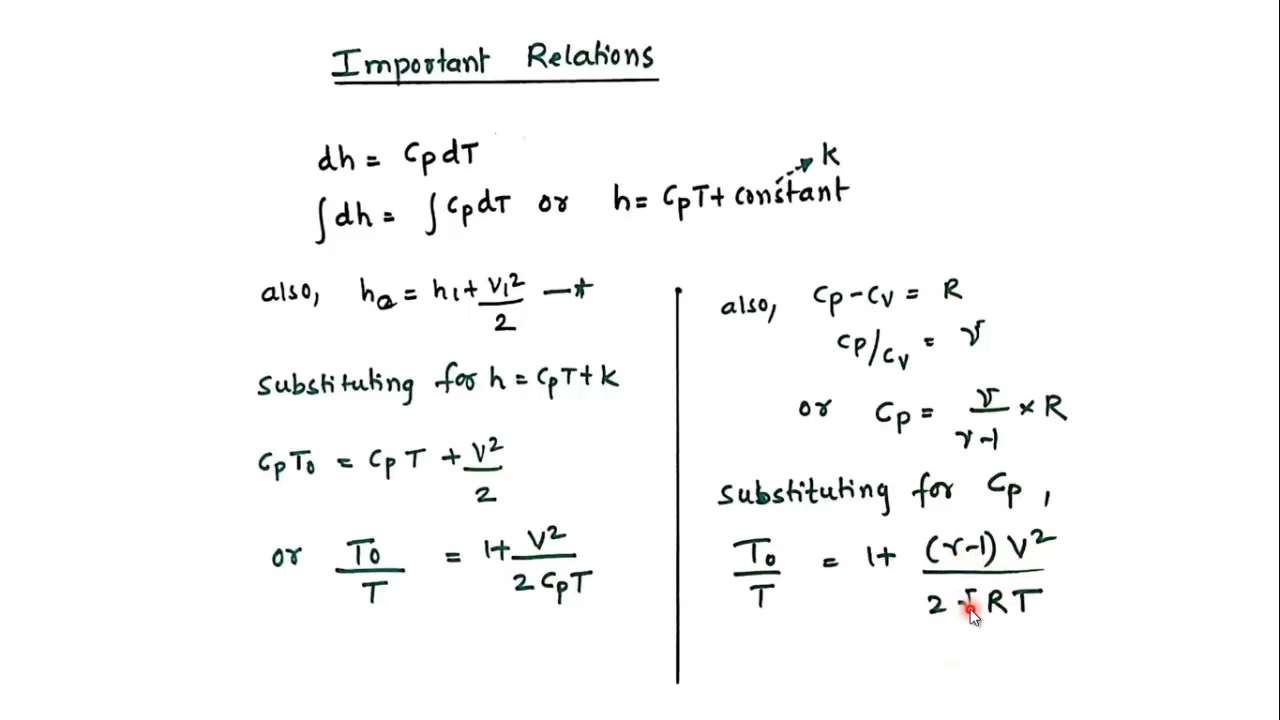 Important Relations
dh = CpdT
k
∫dh = ∫CpdT or h = CpT + constant
also, h₀ = h₁ + V₁²/2 —*
Substituting for h = CpT + k
CpT₀ = CpT + V²/2
or T₀/T = 1 + V²/2CpT
also, Cp - Cv = R
Cp/Cv = γ
or Cp = γ/γ-1 × R
Substituting for Cp,
T₀/T = 1 + (γ-1)V²/2γRT